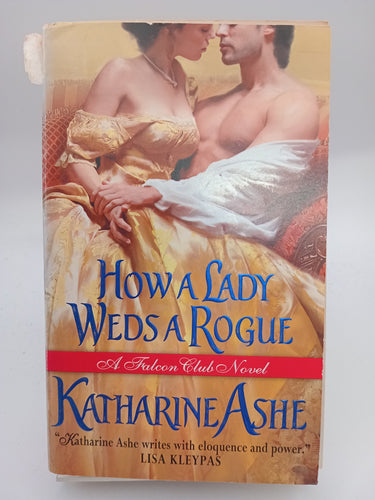 HOW A LADY
WEDS A ROGUE
A Falcon Club Novel
KATHARINE ASHE
"Katharine Ashe writes with eloquence and power."
LISA KLEYPAS